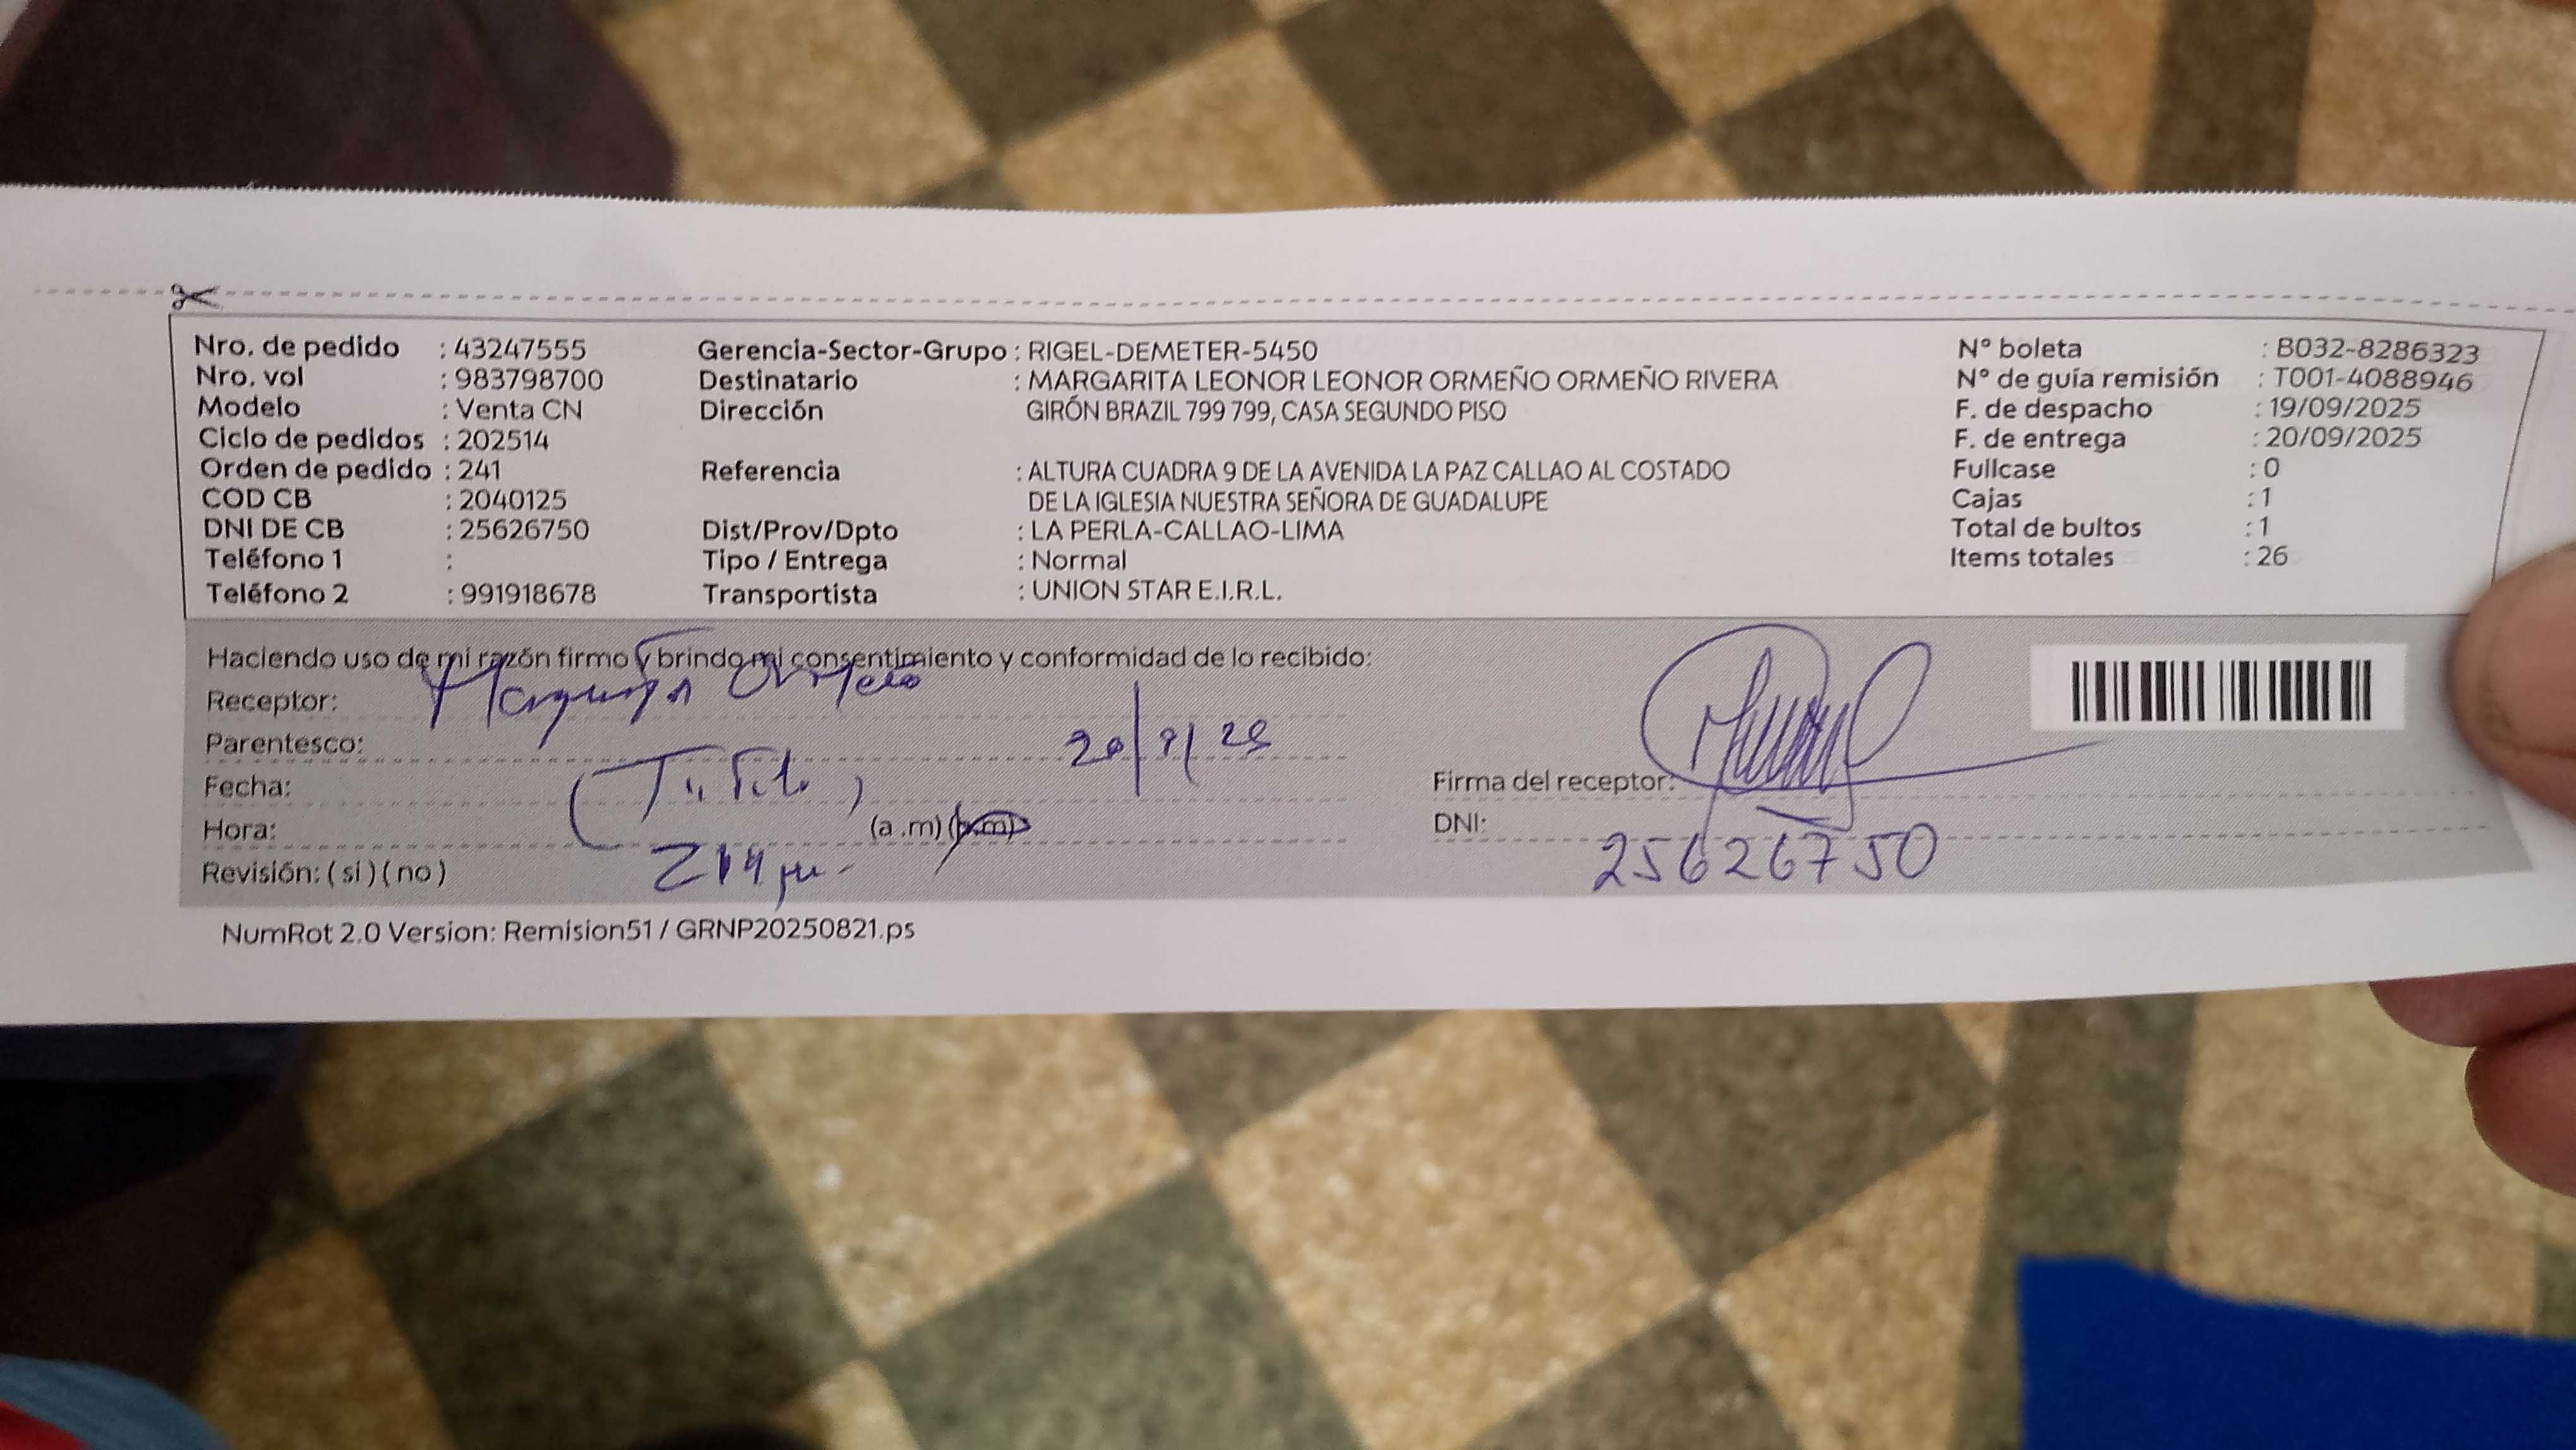 Nro. de pedido : 43247555 Gerencia-Sector-Grupo : RIGEL-DEMETER-5450 N° boleta : B032-8286323
Nro. vol : 983798700 Destinatario : MARGARITA LEONOR LEONOR ORMEÑO ORMEÑO RIVERA N° de guía remisión : T001-4088946
Modelo : Venta CN Dirección GIRÓN BRAZIL 799 799, CASA SEGUNDO PISO F. de despacho : 19/09/2025
Ciclo de pedidos : 202514 F. de entrega : 20/09/2025
Orden de pedido : 241 Referencia : ALTURA CUADRA 9 DE LA AVENIDA LA PAZ CALLAO AL COSTADO Fullcase : 0
COD CB : 2040125 DE LA IGLESIA NUESTRA SEÑORA DE GUADALUPE Cajas : 1
DNI DE CB : 25626750 Dist/Prov/Dpto : LA PERLA-CALLAO-LIMA Total de bultos : 1
Teléfono 1 : Tipo / Entrega : Normal Items totales : 26
Teléfono 2 : 991918678 Transportista : UNION STAR E.I.R.L.
Haciendo uso de mi razón firmo y brindo mi consentimiento y conformidad de lo recibido:
Receptor:
Parentesco: 20/9/25
Fecha: Firma del receptor:
Hora: (a .m) (p.m) DNI: 25626750
Revisión: ( si ) ( no )
NumRot 2.0 Version: Remision51 / GRNP20250821.ps